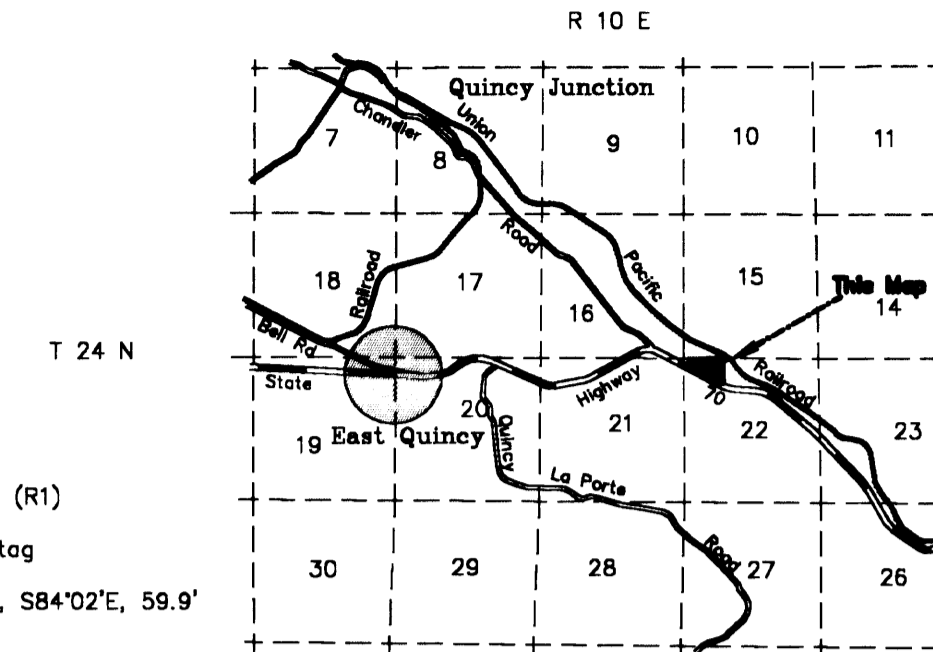 R 10 E
Quincy Junction
Union
Chandler
7
8
9
10
11
Road
Pacific
18
Railroad
17
16
15
This Map
14
Bell Rd
T 24 N
State
Highway
70
Railroad
19
East Quincy
20
Quincy
21
22
23
(R1)
La Porte
tag
30
29
28
Road
27
26
, S84°02'E, 59.9'